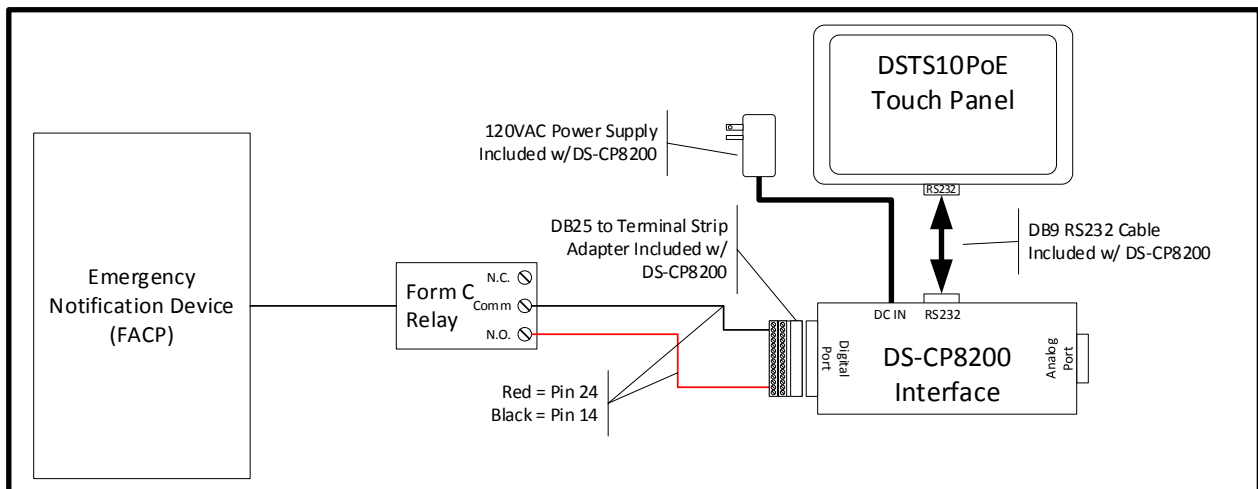 DSTS10PoE
Touch Panel
RS232
120VAC Power Supply
Included w/DS-CP8200
DB25 to Terminal Strip
Adapter Included w/
DS-CP8200
DB9 RS232 Cable
Included w/ DS-CP8200
Emergency
Notification Device
(FACP)
Form C
Relay
N.C.
Comm
N.O.
DC IN
RS232
Digital
Port
DS-CP8200
Interface
Analog
Port
Red = Pin 24
Black = Pin 14